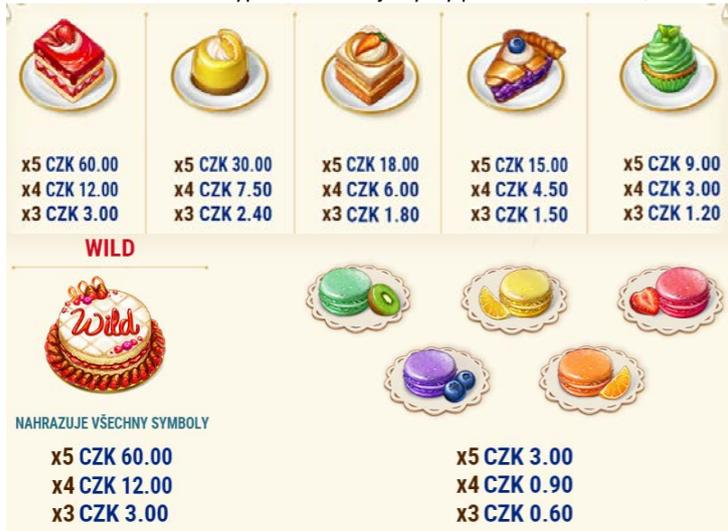 x5 CZK 60.00
x4 CZK 12.00
x3 CZK 3.00
x5 CZK 30.00
x4 CZK 7.50
x3 CZK 2.40
x5 CZK 18.00
x4 CZK 6.00
x3 CZK 1.80
x5 CZK 15.00
x4 CZK 4.50
x3 CZK 1.50
x5 CZK 9.00
x4 CZK 3.00
x3 CZK 1.20
WILD
Wild
NAHRAZUJE VŠECHNY SYMBOLY
x5 CZK 60.00
x4 CZK 12.00
x3 CZK 3.00
x5 CZK 3.00
x4 CZK 0.90
x3 CZK 0.60